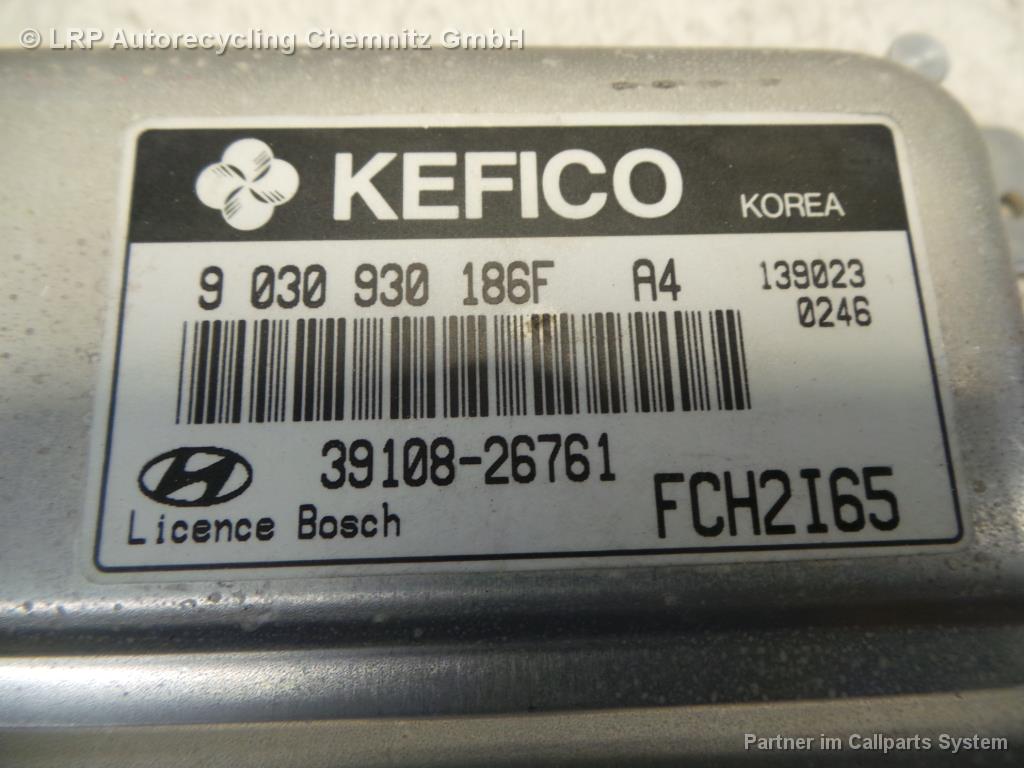 © LRP Autorecycling Chemnitz GmbH
KEFICO KOREA
9 030 930 186F A4 139023
0246
39108-26761
Licence Bosch FCH2I65
Partner im Callparts System